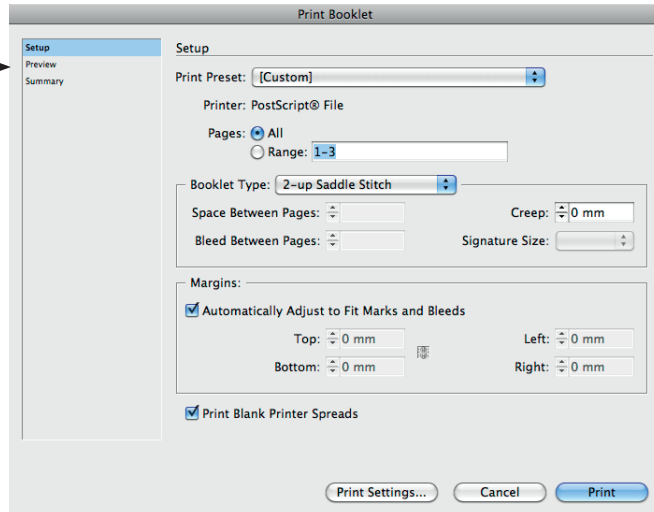 Print Booklet
Setup
Preview
Summary
Setup
Print Preset: [Custom]
Printer: PostScript® File
Pages: All
Range: 1-3
Booklet Type: 2-up Saddle Stitch
Space Between Pages: Creep: 0 mm
Bleed Between Pages: Signature Size:
Margins:
Automatically Adjust to Fit Marks and Bleeds
Top: 0 mm Left: 0 mm
Bottom: 0 mm Right: 0 mm
Print Blank Printer Spreads
Print Settings... Cancel Print